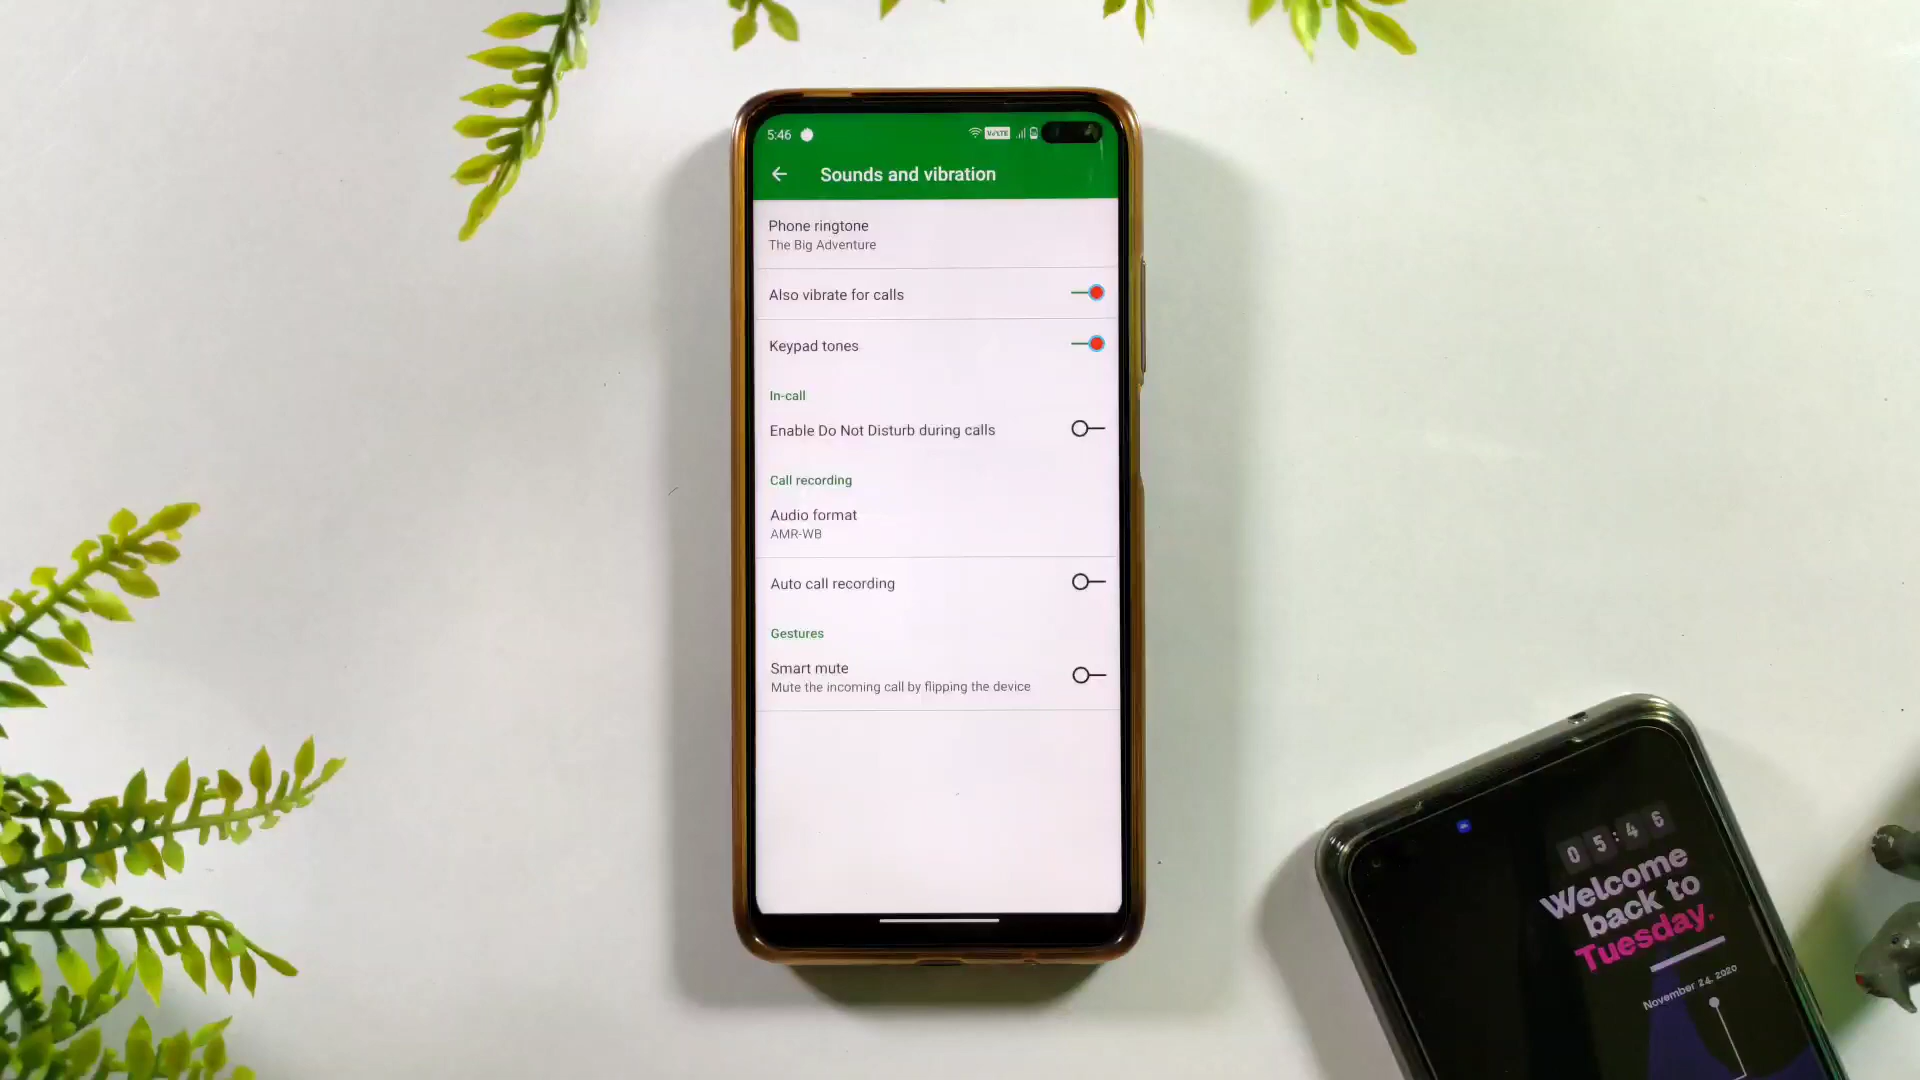 5:46
VoLTE
Sounds and vibration
Phone ringtone
The Big Adventure
Also vibrate for calls
Keypad tones
In-call
Enable Do Not Disturb during calls
Call recording
Audio format
AMR-WB
Auto call recording
Gestures
Smart mute
Mute the incoming call by flipping the device
05:46
Welcome
back to
Tuesday.
November 24, 2020